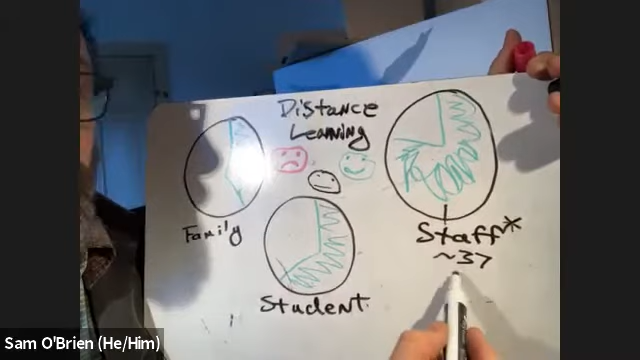 Distance
Learning
Family
Staff*
~37
Student
Sam O'Brien (He/Him)